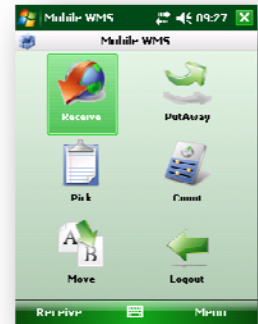 Mobile WMS 09:27
Mobile WMS
Receive PutAway
Pick Count
A B
Move Logout
Receive Menu